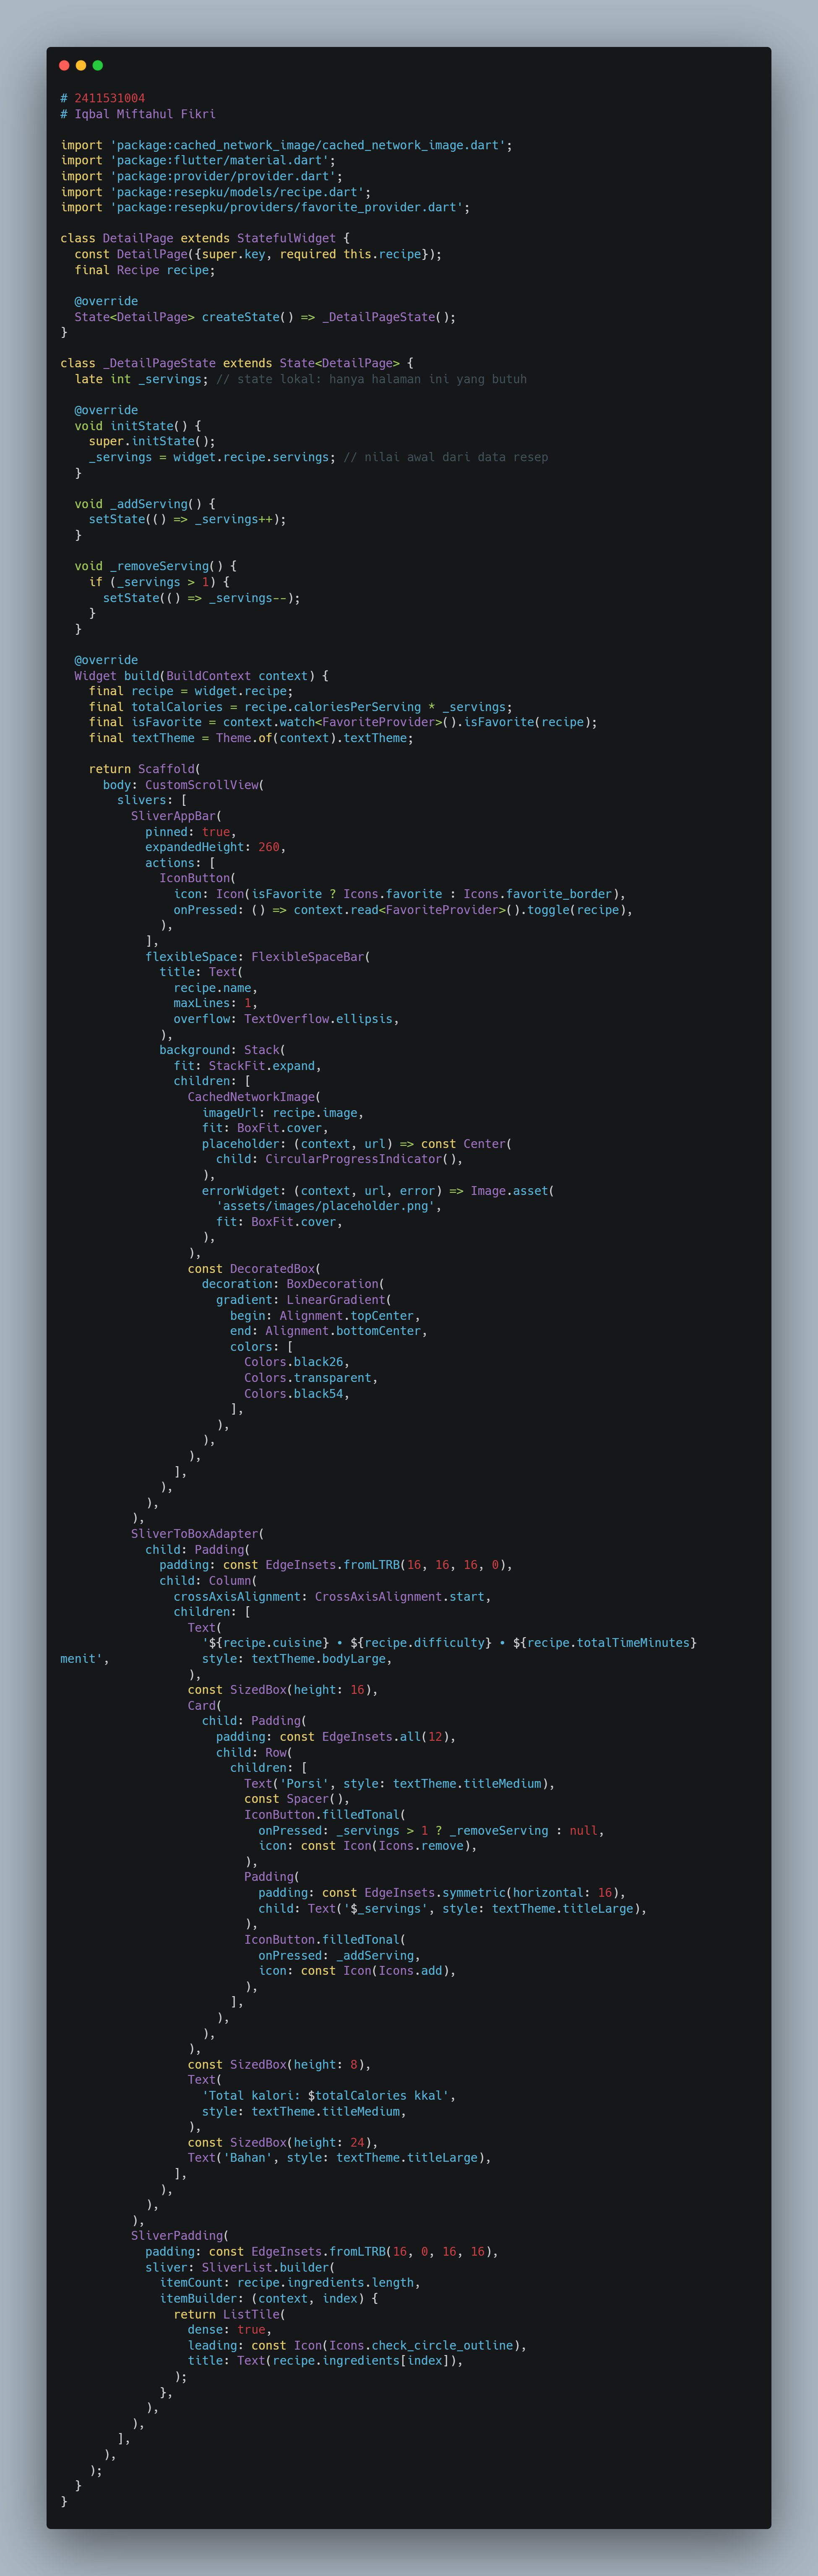 # 2411531004
# Iqbal Miftahul Fikri

import 'package:cached_network_image/cached_network_image.dart';
import 'package:flutter/material.dart';
import 'package:provider/provider.dart';
import 'package:resepku/models/recipe.dart';
import 'package:resepku/providers/favorite_provider.dart';

class DetailPage extends StatefulWidget {
  const DetailPage({super.key, required this.recipe});
  final Recipe recipe;

  @override
  State<DetailPage> createState() => _DetailPageState();
}

class _DetailPageState extends State<DetailPage> {
  late int _servings; // state lokal: hanya halaman ini yang butuh

  @override
  void initState() {
    super.initState();
    _servings = widget.recipe.servings; // nilai awal dari data resep
  }

  void _addServing() {
    setState(() => _servings++);
  }

  void _removeServing() {
    if (_servings > 1) {
      setState(() => _servings--);
    }
  }

  @override
  Widget build(BuildContext context) {
    final recipe = widget.recipe;
    final totalCalories = recipe.caloriesPerServing * _servings;
    final isFavorite = context.watch<FavoriteProvider>().isFavorite(recipe);
    final textTheme = Theme.of(context).textTheme;

    return Scaffold(
      body: CustomScrollView(
        slivers: [
          SliverAppBar(
            pinned: true,
            expandedHeight: 260,
            actions: [
              IconButton(
                icon: Icon(isFavorite ? Icons.favorite : Icons.favorite_border),
                onPressed: () => context.read<FavoriteProvider>().toggle(recipe),
              ),
            ],
            flexibleSpace: FlexibleSpaceBar(
              title: Text(
                recipe.name,
                maxLines: 1,
                overflow: TextOverflow.ellipsis,
              ),
              background: Stack(
                fit: StackFit.expand,
                children: [
                  CachedNetworkImage(
                    imageUrl: recipe.image,
                    fit: BoxFit.cover,
                    placeholder: (context, url) => const Center(
                      child: CircularProgressIndicator(),
                    ),
                    errorWidget: (context, url, error) => Image.asset(
                      'assets/images/placeholder.png',
                      fit: BoxFit.cover,
                    ),
                  ),
                  const DecoratedBox(
                    decoration: BoxDecoration(
                      gradient: LinearGradient(
                        begin: Alignment.topCenter,
                        end: Alignment.bottomCenter,
                        colors: [
                          Colors.black26,
                          Colors.transparent,
                          Colors.black54,
                        ],
                      ),
                    ),
                  ),
                ],
              ),
            ),
          ),
          SliverToBoxAdapter(
            child: Padding(
              padding: const EdgeInsets.fromLTRB(16, 16, 16, 0),
              child: Column(
                crossAxisAlignment: CrossAxisAlignment.start,
                children: [
                  Text(
                    '${recipe.cuisine} • ${recipe.difficulty} • ${recipe.totalTimeMinutes}
menit',             style: textTheme.bodyLarge,
                  ),
                  const SizedBox(height: 16),
                  Card(
                    child: Padding(
                      padding: const EdgeInsets.all(12),
                      child: Row(
                        children: [
                          Text('Porsi', style: textTheme.titleMedium),
                          const Spacer(),
                          IconButton.filledTonal(
                            onPressed: _servings > 1 ? _removeServing : null,
                            icon: const Icon(Icons.remove),
                          ),
                          Padding(
                            padding: const EdgeInsets.symmetric(horizontal: 16),
                            child: Text('$_servings', style: textTheme.titleLarge),
                          ),
                          IconButton.filledTonal(
                            onPressed: _addServing,
                            icon: const Icon(Icons.add),
                          ),
                        ],
                      ),
                    ),
                  ),
                  const SizedBox(height: 8),
                  Text(
                    'Total kalori: $totalCalories kkal',
                    style: textTheme.titleMedium,
                  ),
                  const SizedBox(height: 24),
                  Text('Bahan', style: textTheme.titleLarge),
                ],
              ),
            ),
          ),
          SliverPadding(
            padding: const EdgeInsets.fromLTRB(16, 0, 16, 16),
            sliver: SliverList.builder(
              itemCount: recipe.ingredients.length,
              itemBuilder: (context, index) {
                return ListTile(
                  dense: true,
                  leading: const Icon(Icons.check_circle_outline),
                  title: Text(recipe.ingredients[index]),
                );
              },
            ),
          ),
        ],
      ),
    );
  }
}